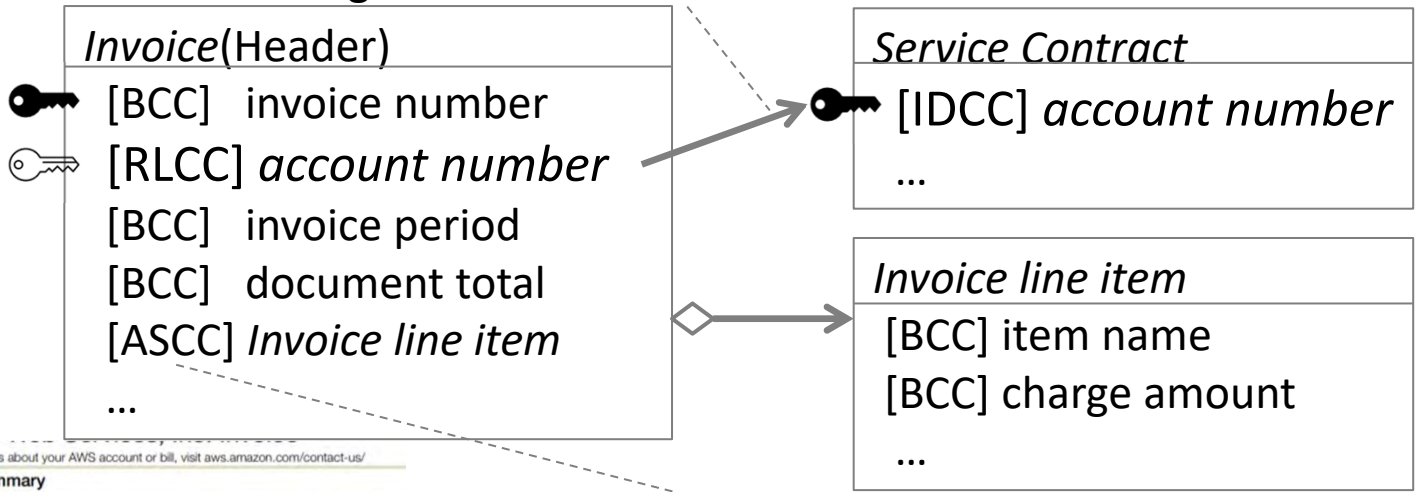 Invoice(Header)
[BCC] invoice number
[RLCC] account number
[BCC] invoice period
[BCC] document total
[ASCC] Invoice line item
...
Service Contract
[IDCC] account number
...
Invoice line item
[BCC] item name
[BCC] charge amount
...
s about your AWS account or bill, visit aws.amazon.com/contact-us/
mmary